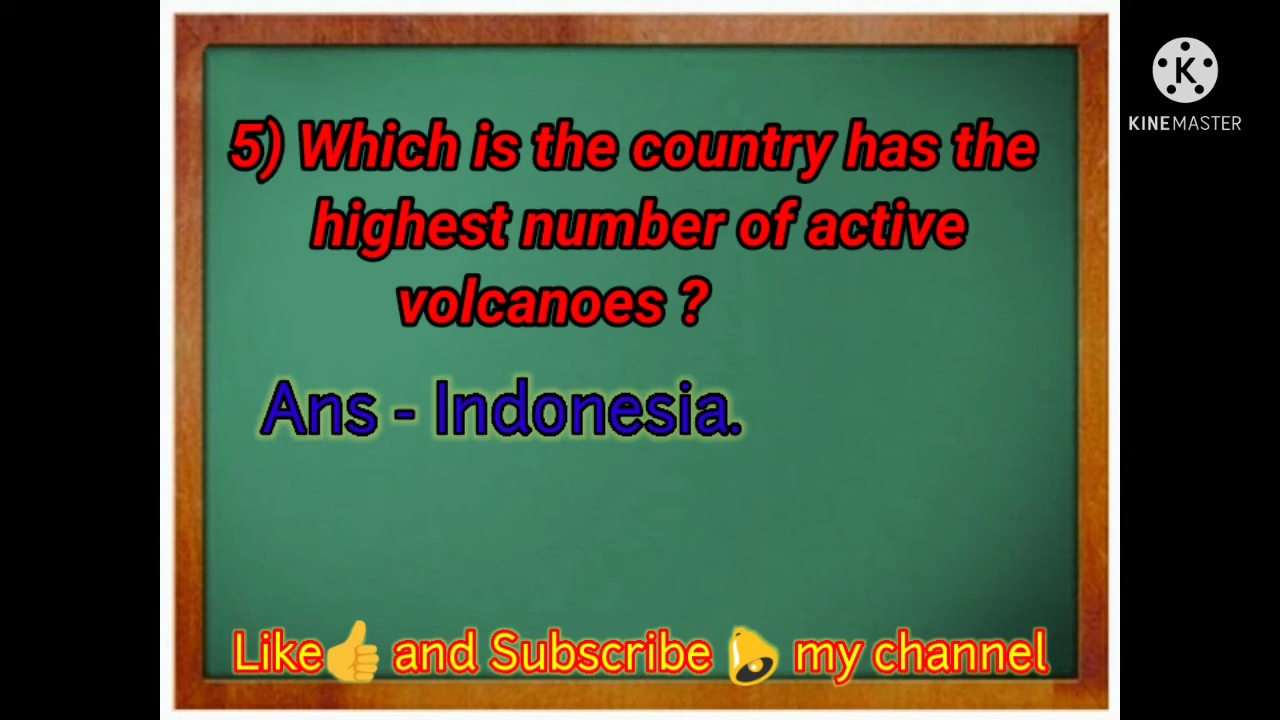 5) Which is the country has the
highest number of active
volcanoes ?
Ans - Indonesia.
Like👍 and Subscribe 🔔 my channel
K
KINEMASTER